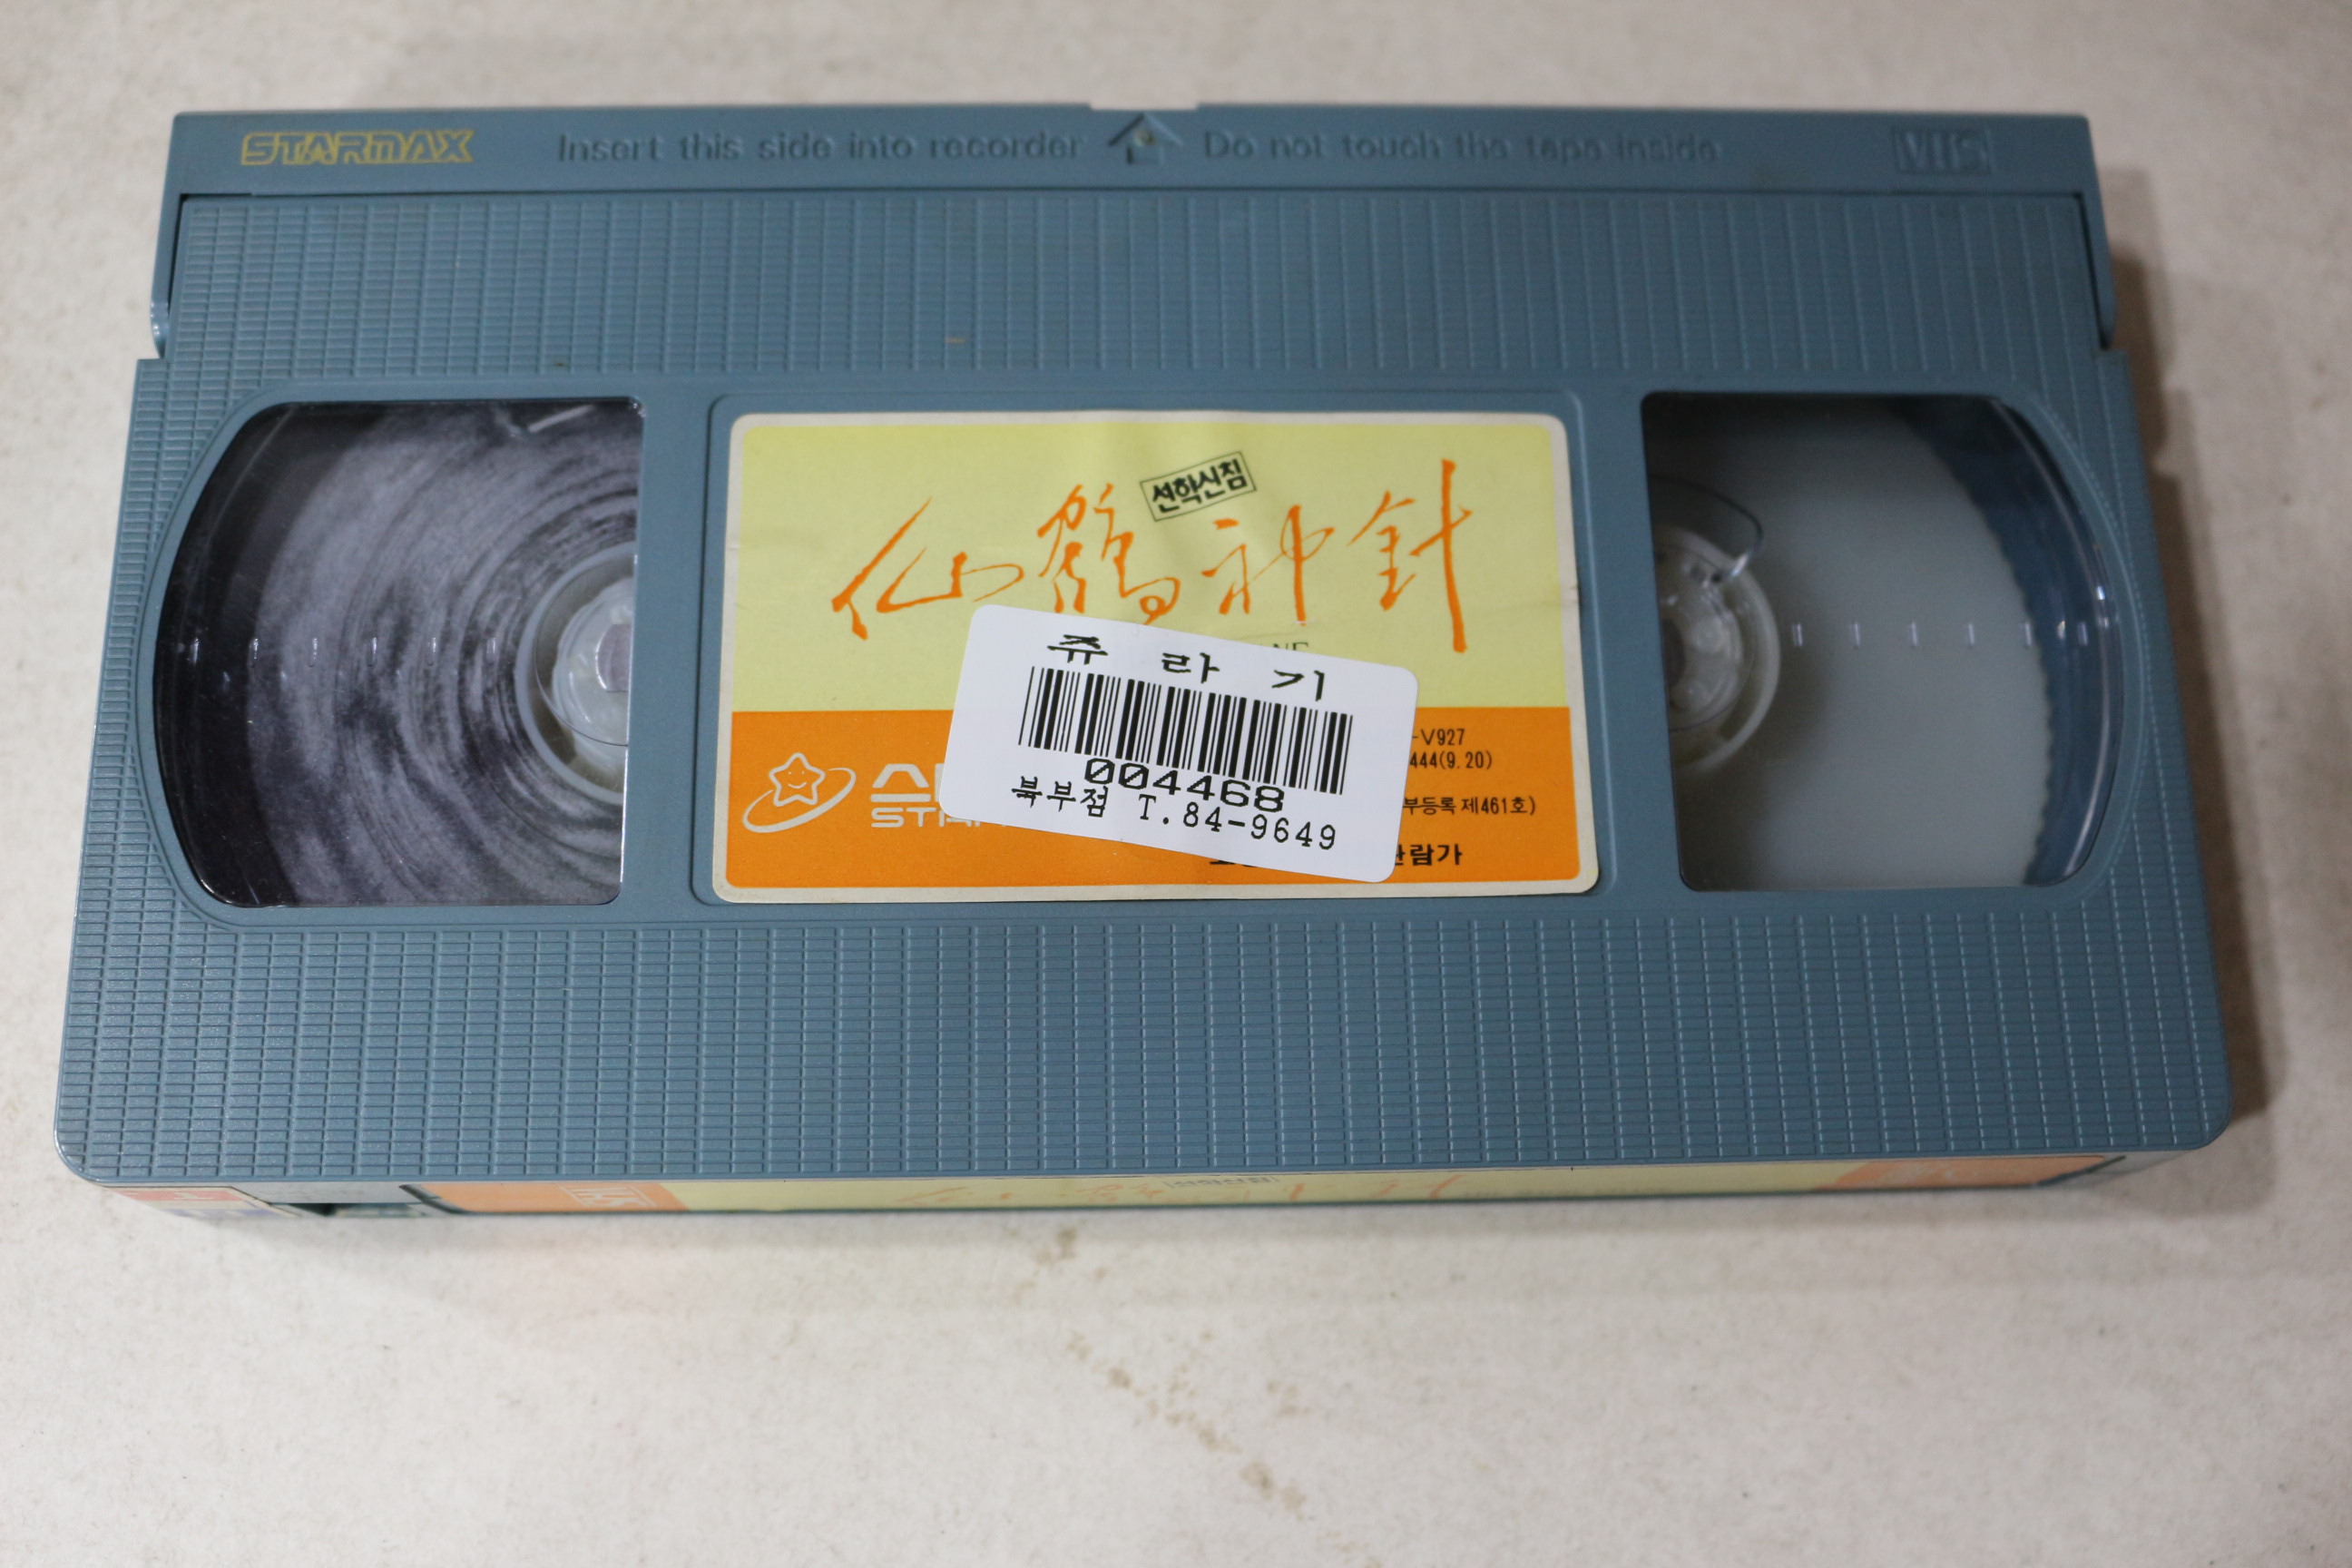 STARMAX Insert this side into recorder Do not touch the tape inside VHS
선학신침
仙鶴神針
NE
쥬라기
004468
북부점 T.84-9649
-V927
444(9.20)
부등록 제461호)
람가